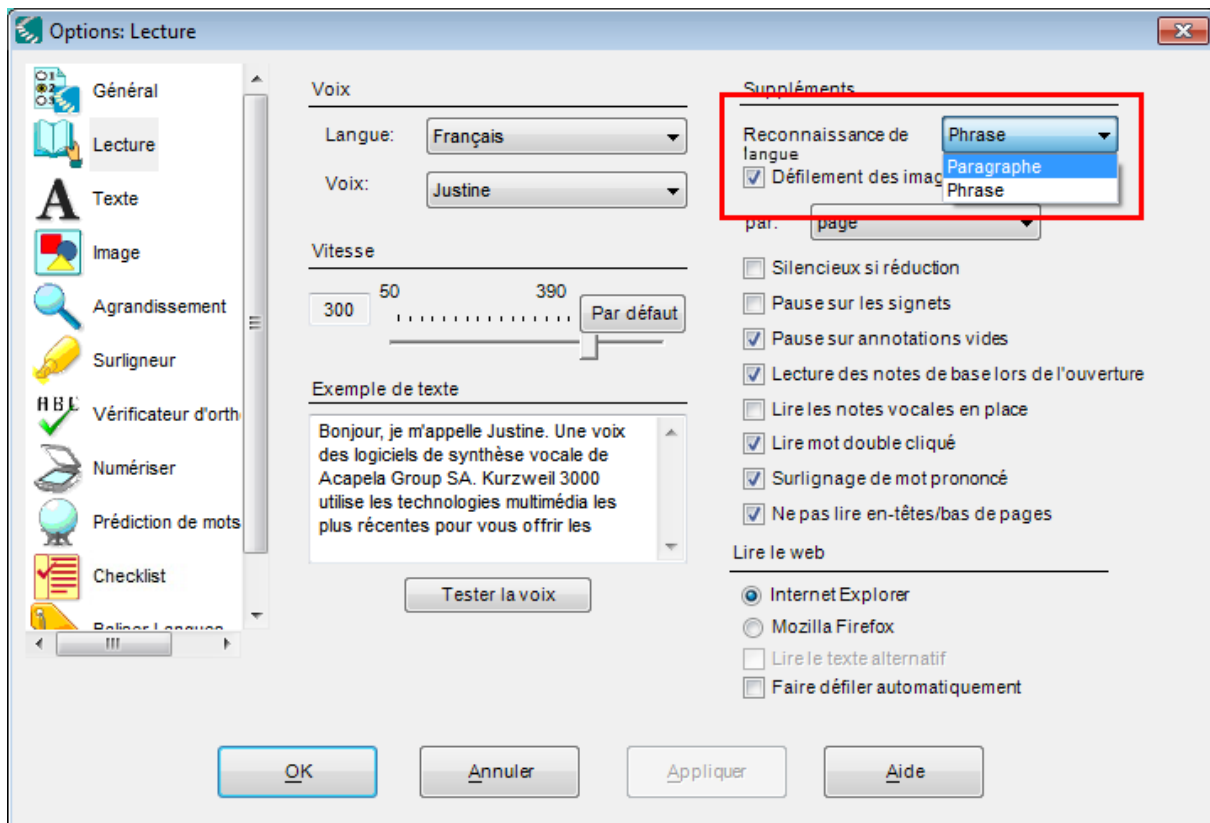 Options: Lecture
Général
Lecture
Texte
Image
Agrandissement
Surligneur
Vérificateur d'orth
Numériser
Prédiction de mots
Checklist
Baliser Langues
Voix
Langue: Français
Voix: Justine
Vitesse
300 50 390 Par défaut
Exemple de texte
Bonjour, je m'appelle Justine. Une voix
des logiciels de synthèse vocale de
Acapela Group SA. Kurzweil 3000
utilise les technologies multimédia les
plus récentes pour vous offrir les
Tester la voix
Suppléments
Reconnaissance de
langue
Phrase
Paragraphe
Phrase
Défilement des imag
par: page
Silencieux si réduction
Pause sur les signets
Pause sur annotations vides
Lecture des notes de base lors de l'ouverture
Lire les notes vocales en place
Lire mot double cliqué
Surlignage de mot prononcé
Ne pas lire en-têtes/bas de pages
Lire le web
Internet Explorer
Mozilla Firefox
Lire le texte alternatif
Faire défiler automatiquement
OK Annuler Appliquer Aide